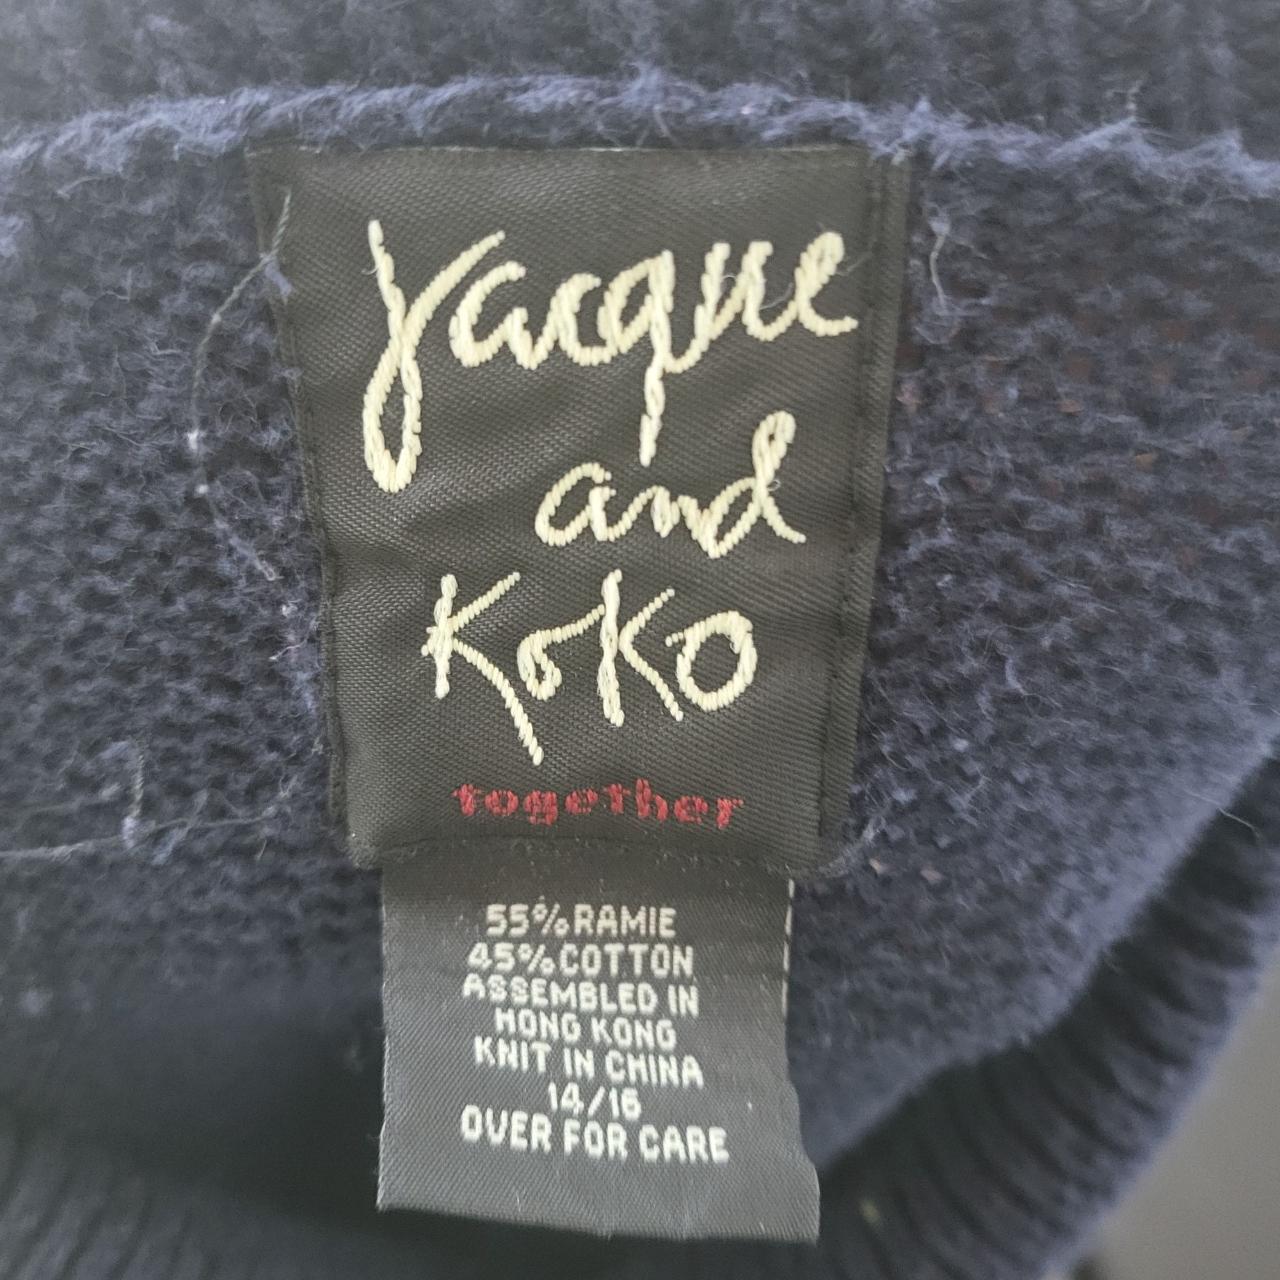 Jacque
and
Koko
together
55% RAMIE
45% COTTON
ASSEMBLED IN
HONG KONG
KNIT IN CHINA
14/16
OVER FOR CARE